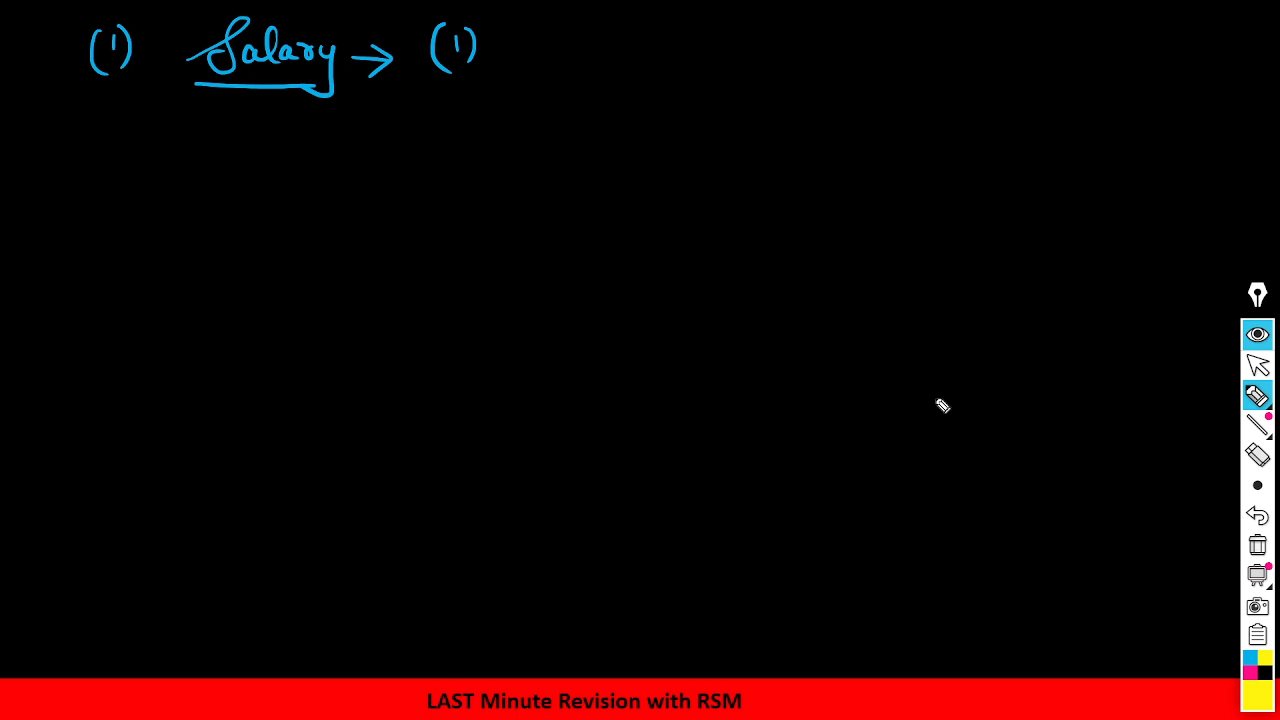 (1) Salary → (1)
LAST Minute Revision with RSM